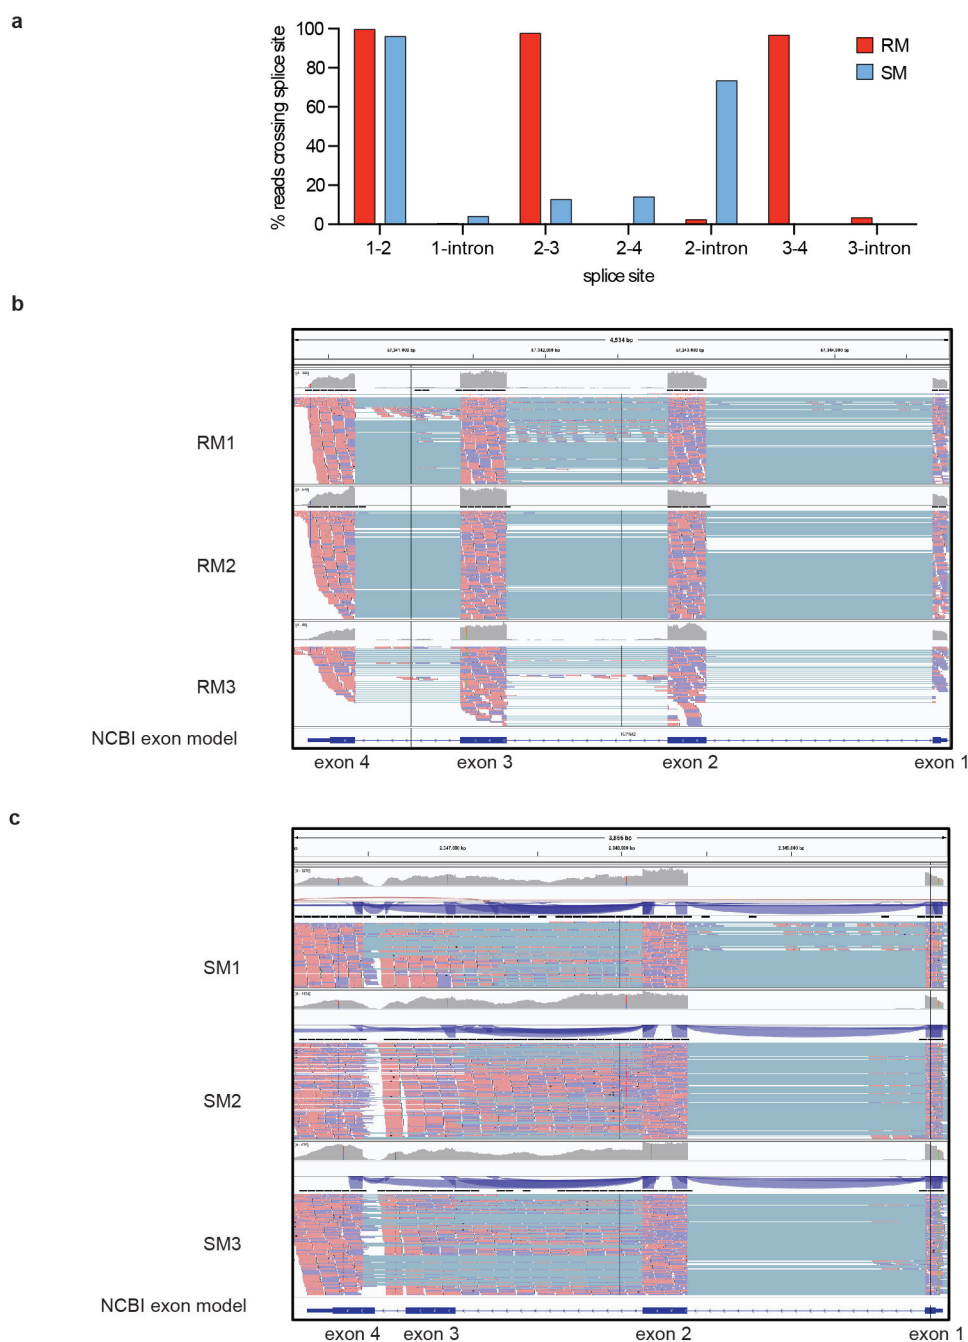 a
% reads crossing splice site
100
80
60
40
20
0
RM
SM
1-2 1-intron 2-3 2-4 2-intron 3-4 3-intron
splice site
b
RM1
RM2
RM3
NCBI exon model
exon 4 exon 3 exon 2 exon 1
c
SM1
SM2
SM3
NCBI exon model
exon 4 exon 3 exon 2 exon 1